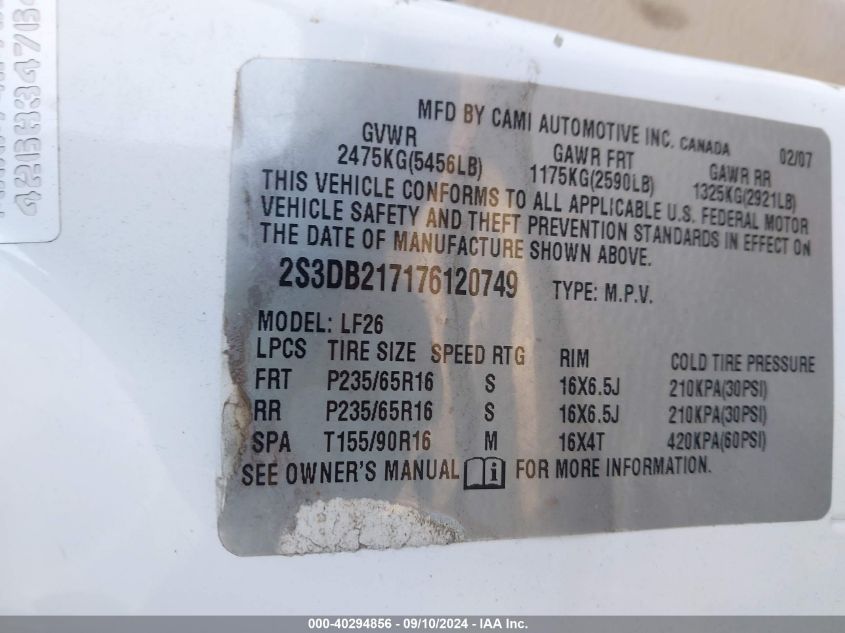 MFD BY CAMI AUTOMOTIVE INC. CANADA 02/07
GVWR GAWR FRT GAWR RR
2475KG(5456LB) 1175KG(2590LB) 1325KG(2921LB)
THIS VEHICLE CONFORMS TO ALL APPLICABLE U.S. FEDERAL MOTOR
VEHICLE SAFETY AND THEFT PREVENTION STANDARDS IN EFFECT ON
THE DATE OF MANUFACTURE SHOWN ABOVE.
2S3DB217176120749 TYPE: M.P.V.
MODEL: LF26
LPCS TIRE SIZE SPEED RTG RIM COLD TIRE PRESSURE
FRT P235/65R16 S 16X6.5J 210KPA(30PSI)
RR P235/65R16 S 16X6.5J 210KPA(30PSI)
SPA T155/90R16 M 16X4T 420KPA(60PSI)
SEE OWNER'S MANUAL i FOR MORE INFORMATION.
000-40294856 - 09/10/2024 - IAA Inc.